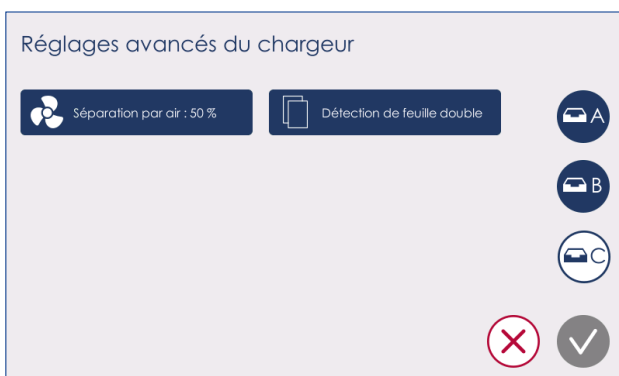 Réglages avancés du chargeur
Séparation par air : 50 %
Détection de feuille double
A
B
C